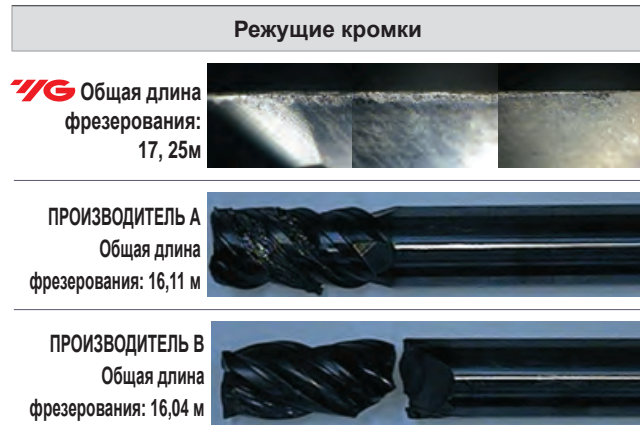 Режущие кромки
YG Общая длина
фрезерования:
17, 25м
ПРОИЗВОДИТЕЛЬ А
Общая длина
фрезерования: 16,11 м
ПРОИЗВОДИТЕЛЬ В
Общая длина
фрезерования: 16,04 м